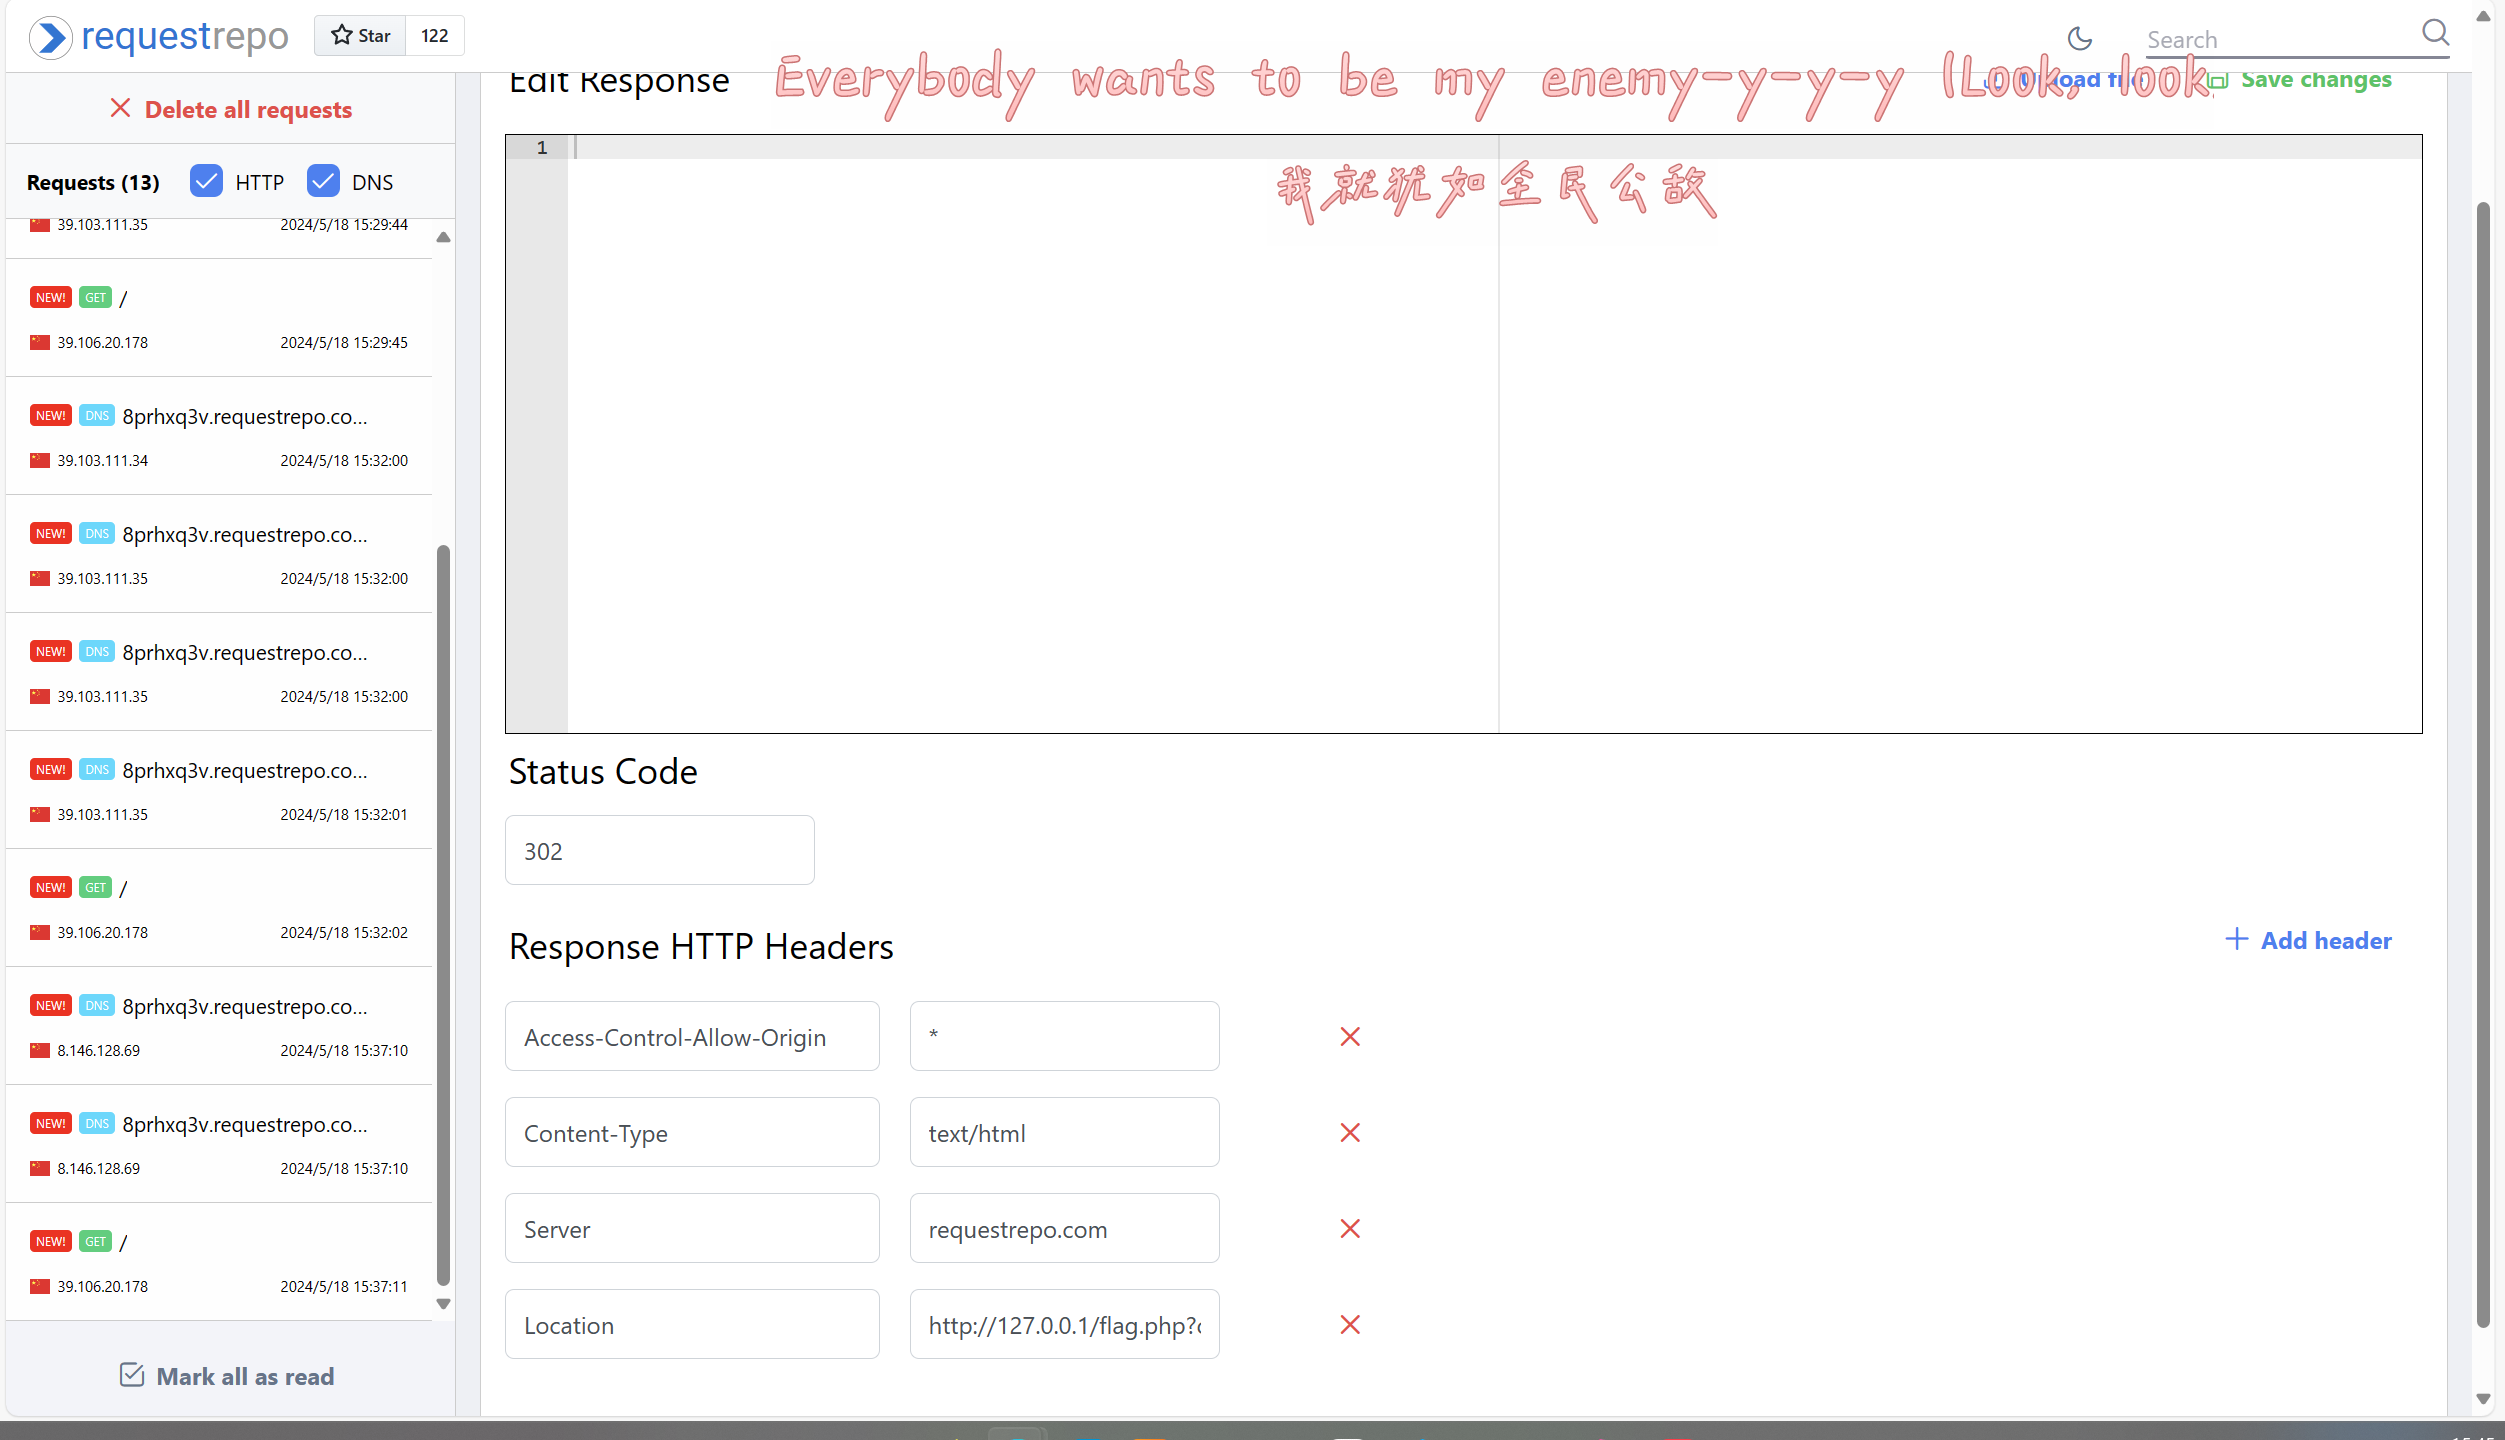 requestrepo
Star 122
Search
Delete all requests
Requests (13) HTTP DNS
39.103.111.35 2024/5/18 15:29:44
NEW! GET /
39.106.20.178 2024/5/18 15:29:45
NEW! DNS 8prhxq3v.requestrepo.co...
39.103.111.34 2024/5/18 15:32:00
NEW! DNS 8prhxq3v.requestrepo.co...
39.103.111.35 2024/5/18 15:32:00
NEW! DNS 8prhxq3v.requestrepo.co...
39.103.111.35 2024/5/18 15:32:00
NEW! DNS 8prhxq3v.requestrepo.co...
39.103.111.35 2024/5/18 15:32:01
NEW! GET /
39.106.20.178 2024/5/18 15:32:02
NEW! DNS 8prhxq3v.requestrepo.co...
8.146.128.69 2024/5/18 15:37:10
NEW! DNS 8prhxq3v.requestrepo.co...
8.146.128.69 2024/5/18 15:37:10
NEW! GET /
39.106.20.178 2024/5/18 15:37:11
Mark all as read
Edit Response
Upload file
Save changes
Everybody wants to be my enemy-y-y-y (Look, look,
我就犹如全民公敌
1
Status Code
302
Response HTTP Headers
Add header
Access-Control-Allow-Origin *
Content-Type text/html
Server requestrepo.com
Location http://127.0.0.1/flag.php?